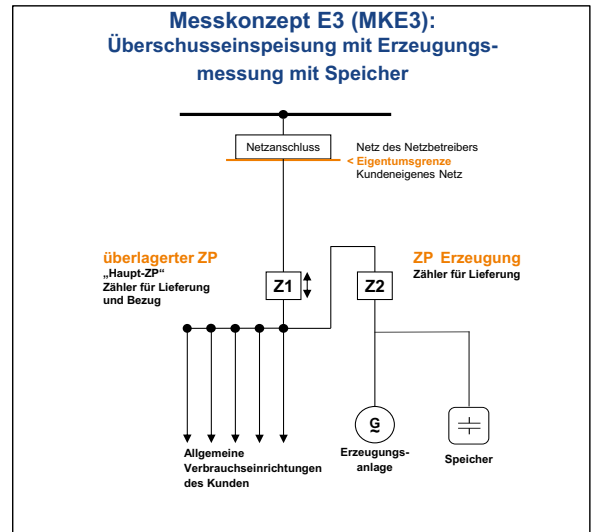 Messkonzept E3 (MKE3):
Überschusseinspeisung mit Erzeugungs-
messung mit Speicher
Netzanschluss
Netz des Netzbetreibers
< Eigentumsgrenze
Kundeneigenes Netz
überlagerter ZP
„Haupt-ZP“
Zähler für Lieferung
und Bezug
Z1
Z2
ZP Erzeugung
Zähler für Lieferung
G
~
Allgemeine
Verbrauchseinrichtungen
des Kunden
Erzeugungs-
anlage
Speicher